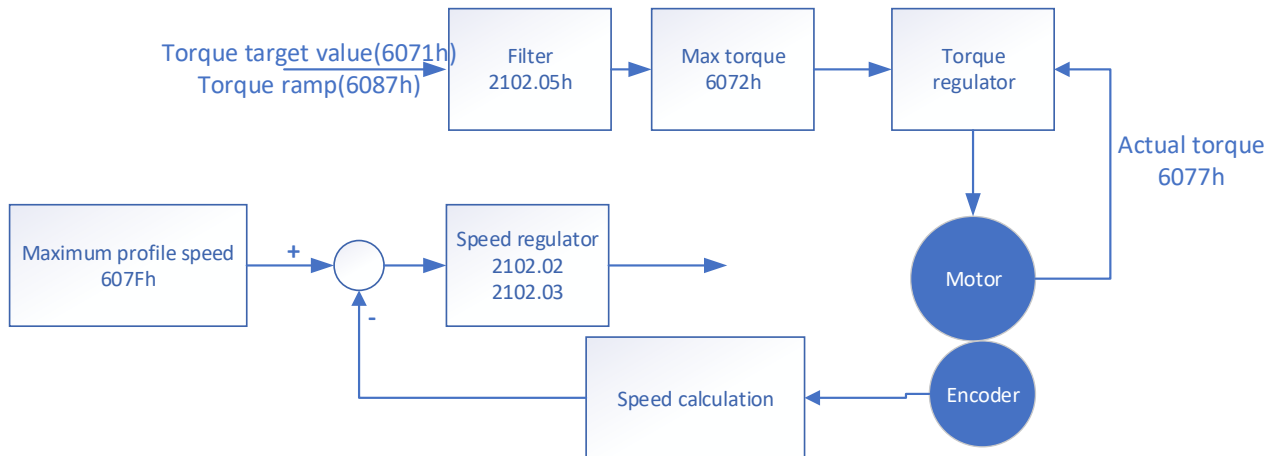 Torque target value(6071h)
Torque ramp(6087h)
Filter
2102.05h
Max torque
6072h
Torque
regulator
Actual torque
6077h
Maximum profile speed
607Fh
+
-
Speed regulator
2102.02
2102.03
Motor
Speed calculation
Encoder